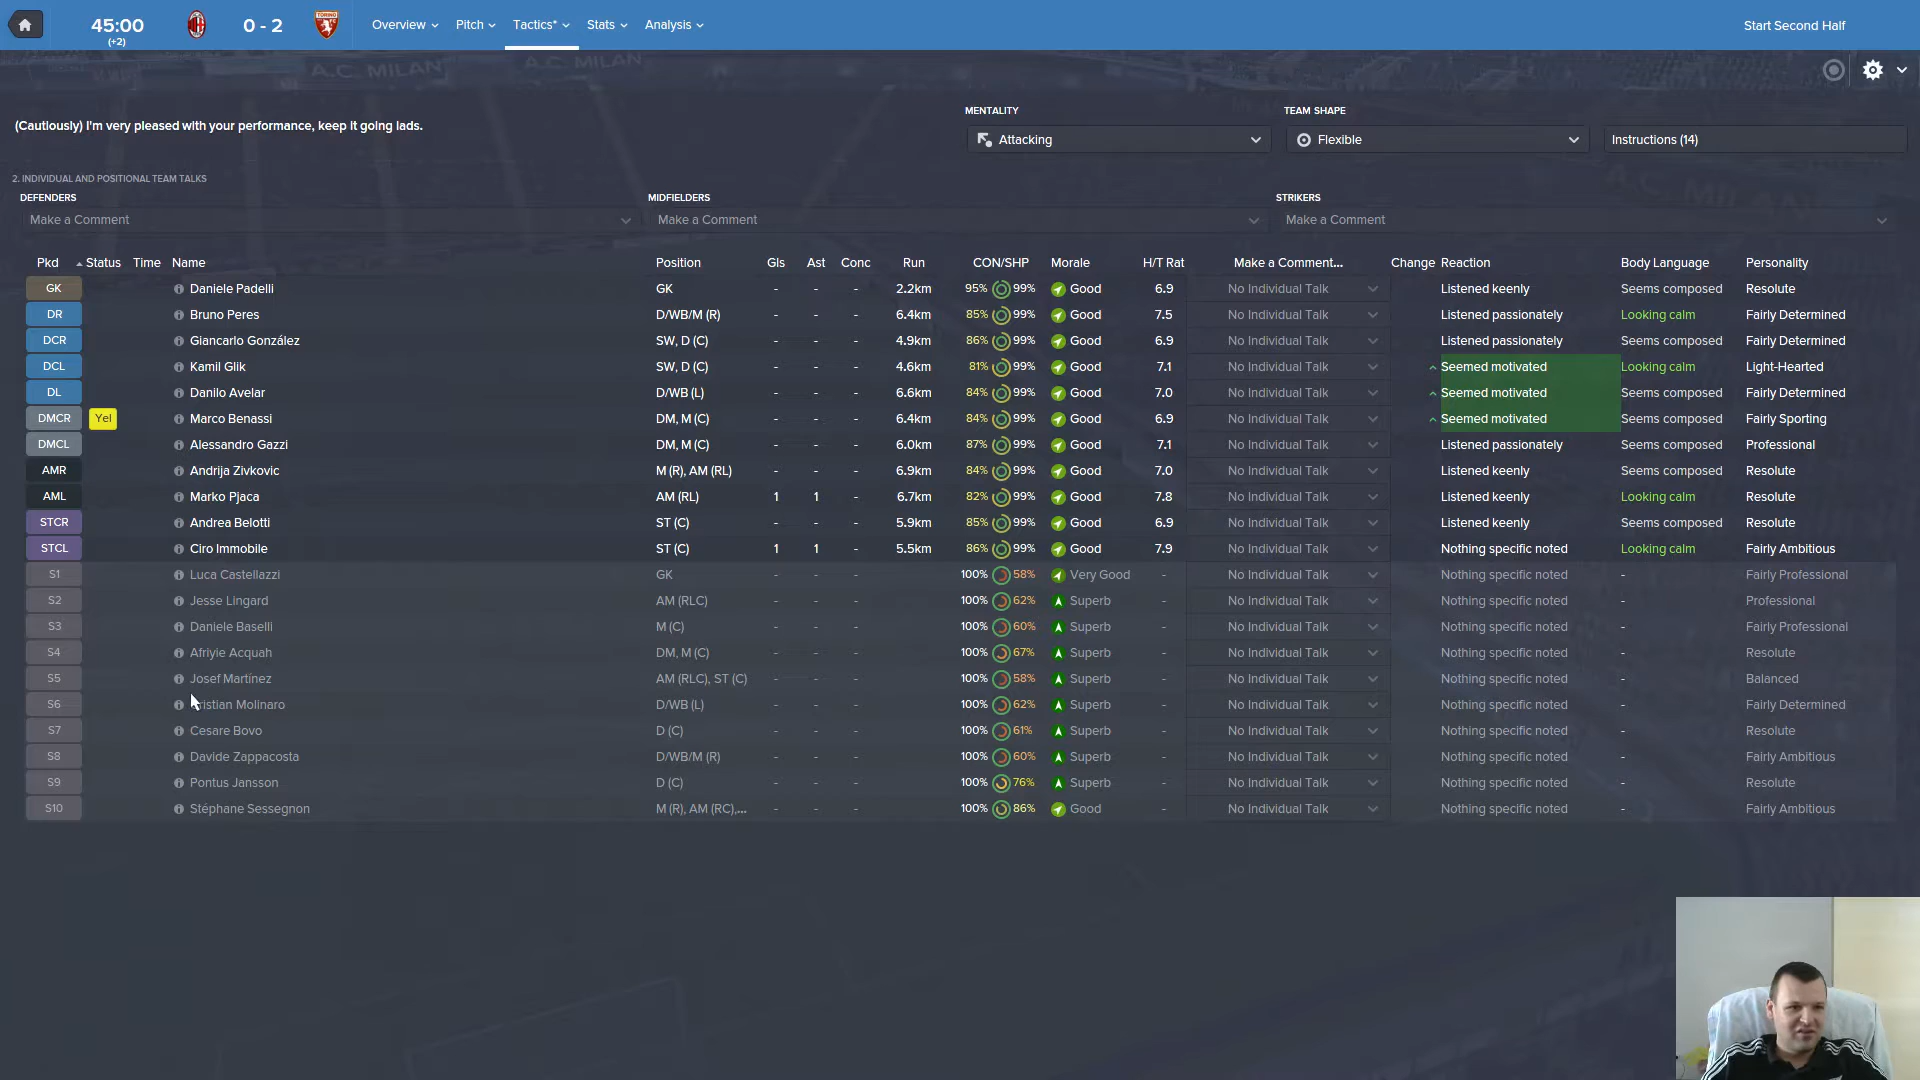 45:00
(+2)
0 - 2
Overview
Pitch
Tactics*
Stats
Analysis
Start Second Half
A.C. MILAN
A.C. MILAN
(Cautiously) I'm very pleased with your performance, keep it going lads.
MENTALITY
Attacking
TEAM SHAPE
Flexible
Instructions (14)
2. INDIVIDUAL AND POSITIONAL TEAM TALKS
DEFENDERS
Make a Comment
MIDFIELDERS
Make a Comment
STRIKERS
Make a Comment
Pkd Status Time Name Position Gls Ast Conc Run CON/SHP Morale H/T Rat Make a Comment... Change Reaction Body Language Personality
GK Daniele Padelli GK - - - 2.2km 95% 99% Good 6.9 No Individual Talk Listened keenly Seems composed Resolute
DR Bruno Peres D/WB/M (R) - - - 6.4km 85% 99% Good 7.5 No Individual Talk Listened passionately Looking calm Fairly Determined
DCR Giancarlo González SW, D (C) - - - 4.9km 86% 99% Good 6.9 No Individual Talk Listened passionately Seems composed Fairly Determined
DCL Kamil Glik SW, D (C) - - - 4.6km 81% 99% Good 7.1 No Individual Talk Seemed motivated Looking calm Light-Hearted
DL Danilo Avelar D/WB (L) - - - 6.6km 84% 99% Good 7.0 No Individual Talk Seemed motivated Seems composed Fairly Determined
DMCR Yel Marco Benassi DM, M (C) - - - 6.4km 84% 99% Good 6.9 No Individual Talk Seemed motivated Seems composed Fairly Sporting
DMCL Alessandro Gazzi DM, M (C) - - - 6.0km 87% 99% Good 7.1 No Individual Talk Listened passionately Seems composed Professional
AMR Andrija Zivkovic M (R), AM (RL) - - - 6.9km 84% 99% Good 7.0 No Individual Talk Listened keenly Seems composed Resolute
AML Marko Pjaca AM (RL) 1 1 - 6.7km 82% 99% Good 7.8 No Individual Talk Listened keenly Looking calm Resolute
STCR Andrea Belotti ST (C) - - - 5.9km 85% 99% Good 6.9 No Individual Talk Listened keenly Seems composed Resolute
STCL Ciro Immobile ST (C) 1 1 - 5.5km 86% 99% Good 7.9 No Individual Talk Nothing specific noted Looking calm Fairly Ambitious
S1 Luca Castellazzi GK - - - 100% 58% Very Good - No Individual Talk Nothing specific noted - Fairly Professional
S2 Jesse Lingard AM (RLC) - - - 100% 62% Superb - No Individual Talk Nothing specific noted - Professional
S3 Daniele Baselli M (C) - - - 100% 60% Superb - No Individual Talk Nothing specific noted - Fairly Professional
S4 Afriyie Acquah DM, M (C) - - - 100% 67% Superb - No Individual Talk Nothing specific noted - Resolute
S5 Josef Martínez AM (RLC), ST (C) - - - 100% 58% Superb - No Individual Talk Nothing specific noted - Balanced
S6 Molinaro D/WB (L) - - - 100% 62% Superb - No Individual Talk Nothing specific noted - Fairly Determined
S7 Cesare Bovo D (C) - - - 100% 61% Superb - No Individual Talk Nothing specific noted - Resolute
S8 Davide Zappacosta D/WB/M (R) - - - 100% 60% Superb - No Individual Talk Nothing specific noted - Fairly Ambitious
S9 Pontus Jansson D (C) - - - 100% 76% Superb - No Individual Talk Nothing specific noted - Resolute
S10 Stéphane Sessegnon M (R), AM (RC),... - - - 100% 86% Good - No Individual Talk Nothing specific noted - Fairly Ambitious